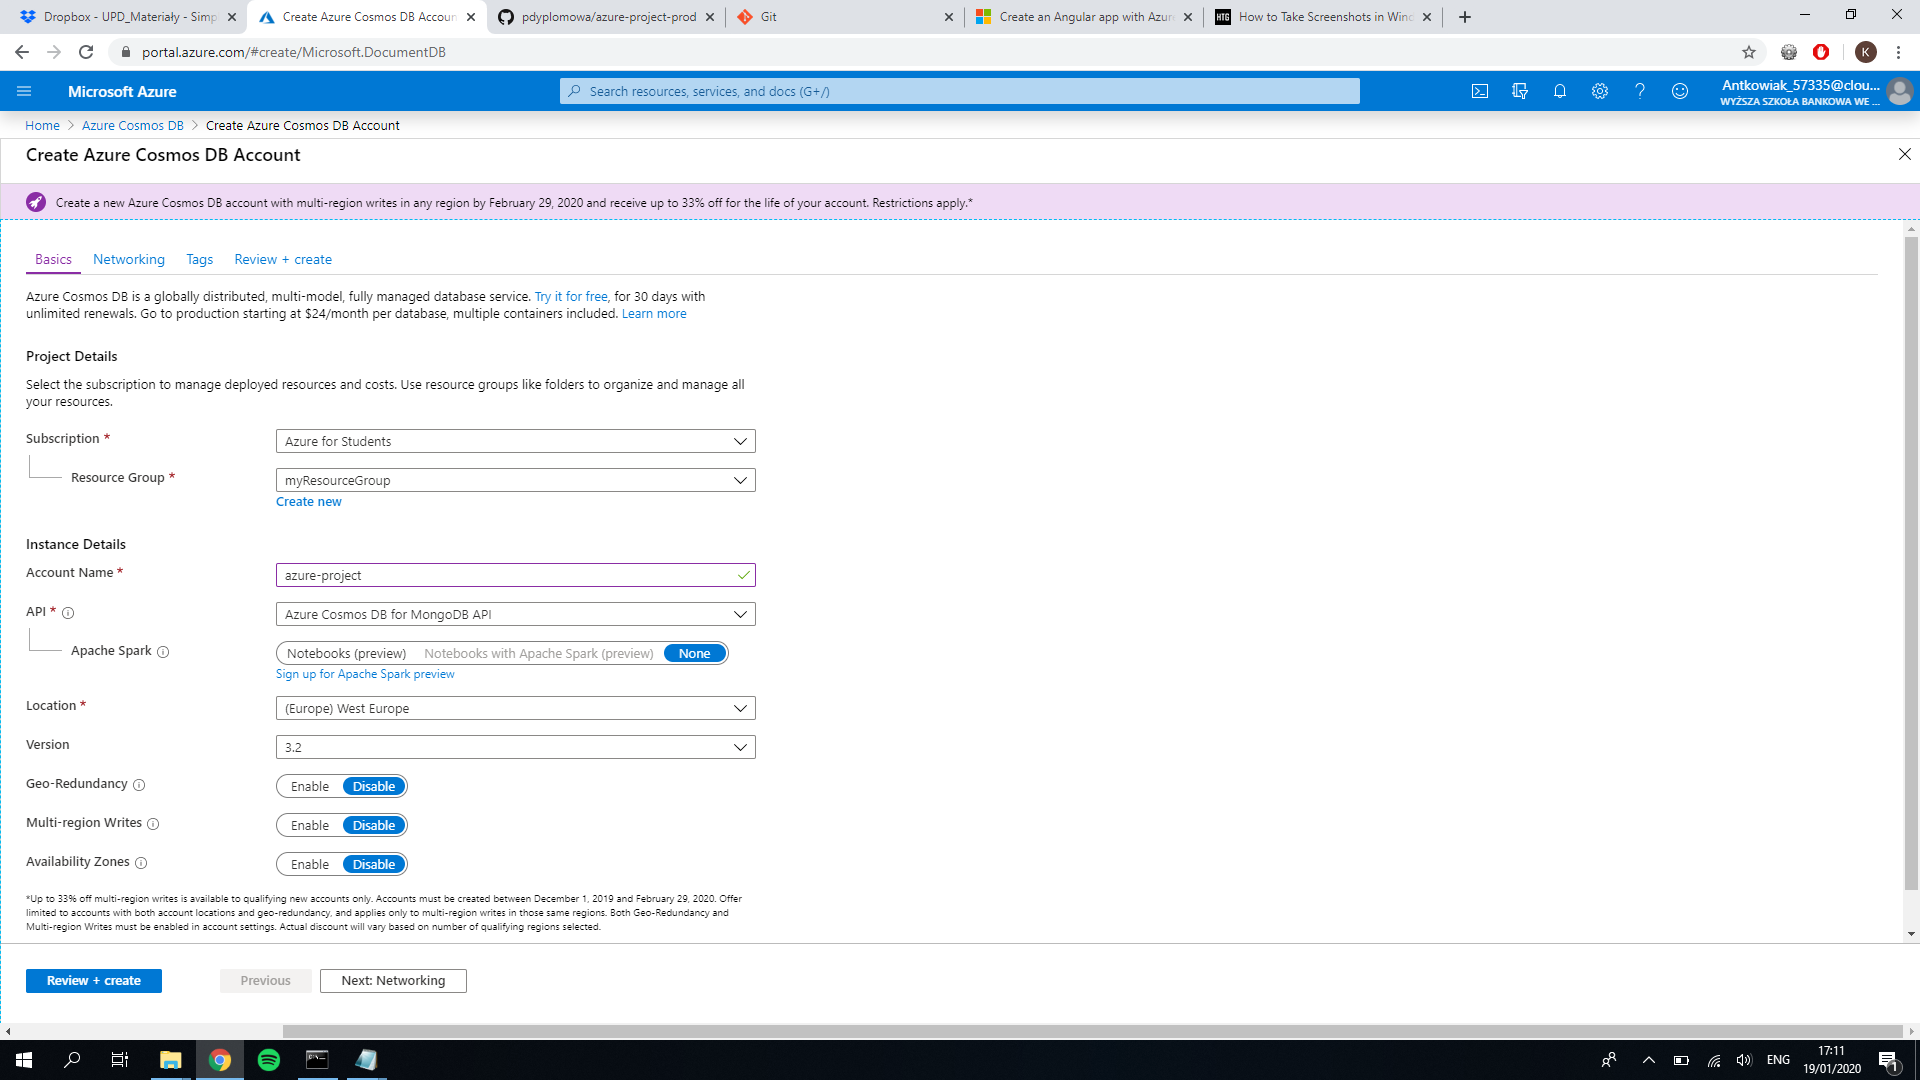 Dropbox - UPD_Materiały - Simpl
Create Azure Cosmos DB Accoun
pdyplomowa/azure-project-prod
Git
Create an Angular app with Azure
How to Take Screenshots in Wind
portal.azure.com/#create/Microsoft.DocumentDB
K
Microsoft Azure
Search resources, services, and docs (G+/)
Antkowiak_57335@clou...
WYŻSZA SZKOŁA BANKOWA WE ...
Home > Azure Cosmos DB > Create Azure Cosmos DB Account
Create Azure Cosmos DB Account
Create a new Azure Cosmos DB account with multi-region writes in any region by February 29, 2020 and receive up to 33% off for the life of your account. Restrictions apply.*
Basics Networking Tags Review + create
Azure Cosmos DB is a globally distributed, multi-model, fully managed database service. Try it for free, for 30 days with
unlimited renewals. Go to production starting at $24/month per database, multiple containers included. Learn more
Project Details
Select the subscription to manage deployed resources and costs. Use resource groups like folders to organize and manage all
your resources.
Subscription *
Azure for Students
Resource Group *
myResourceGroup
Create new
Instance Details
Account Name *
azure-project
API *
Azure Cosmos DB for MongoDB API
Apache Spark
Notebooks (preview) Notebooks with Apache Spark (preview) None
Sign up for Apache Spark preview
Location *
(Europe) West Europe
Version
3.2
Geo-Redundancy
Enable Disable
Multi-region Writes
Enable Disable
Availability Zones
Enable Disable
*Up to 33% off multi-region writes is available to qualifying new accounts only. Accounts must be created between December 1, 2019 and February 29, 2020. Offer
limited to accounts with both account locations and geo-redundancy, and applies only to multi-region writes in those same regions. Both Geo-Redundancy and
Multi-region Writes must be enabled in account settings. Actual discount will vary based on number of qualifying regions selected.
Review + create
Previous
Next: Networking
ENG
17:11
19/01/2020
1